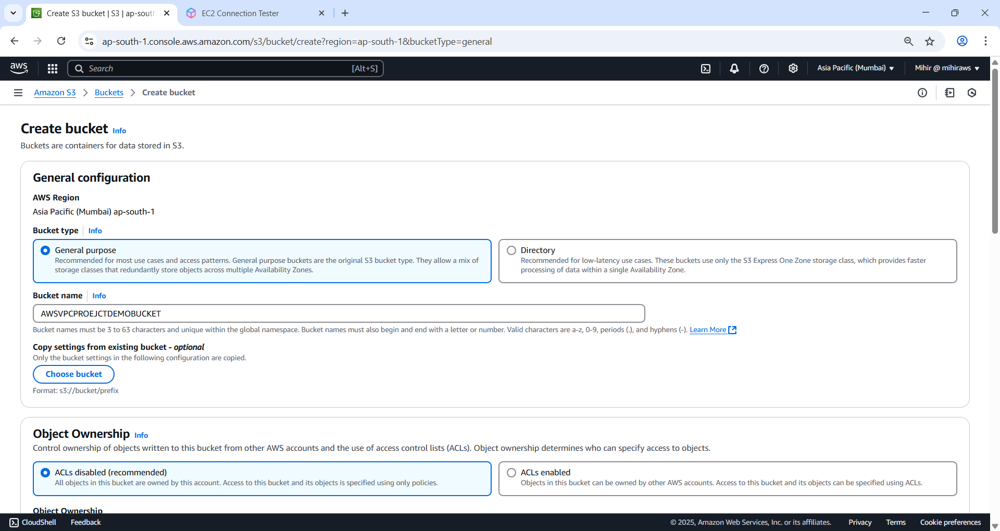 Create S3 bucket | S3 | ap-south
EC2 Connection Tester
ap-south-1.console.aws.amazon.com/s3/bucket/create?region=ap-south-1&bucketType=general
aws
Search
[Alt+S]
Asia Pacific (Mumbai)
Mihir @ mihiraws
Amazon S3 > Buckets > Create bucket
Create bucket Info
Buckets are containers for data stored in S3.
General configuration
AWS Region
Asia Pacific (Mumbai) ap-south-1
Bucket type Info
General purpose
Recommended for most use cases and access patterns. General purpose buckets are the original S3 bucket type. They allow a mix of
storage classes that redundantly store objects across multiple Availability Zones.
Directory
Recommended for low-latency use cases. These buckets use only the S3 Express One Zone storage class, which provides faster
processing of data within a single Availability Zone.
Bucket name Info
AWSVPCPROEJCTDEMOBUCKET
Bucket names must be 3 to 63 characters and unique within the global namespace. Bucket names must also begin and end with a letter or number. Valid characters are a-z, 0-9, periods (.), and hyphens (-). Learn More
Copy settings from existing bucket - optional
Only the bucket settings in the following configuration are copied.
Choose bucket
Format: s3://bucket/prefix
Object Ownership Info
Control ownership of objects written to this bucket from other AWS accounts and the use of access control lists (ACLs). Object ownership determines who can specify access to objects.
ACLs disabled (recommended)
All objects in this bucket are owned by this account. Access to this bucket and its objects is specified using only policies.
ACLs enabled
Objects in this bucket can be owned by other AWS accounts. Access to this bucket and its objects can be specified using ACLs.
Object Ownership
CloudShell
Feedback
© 2025, Amazon Web Services, Inc. or its affiliates.
Privacy
Terms
Cookie preferences